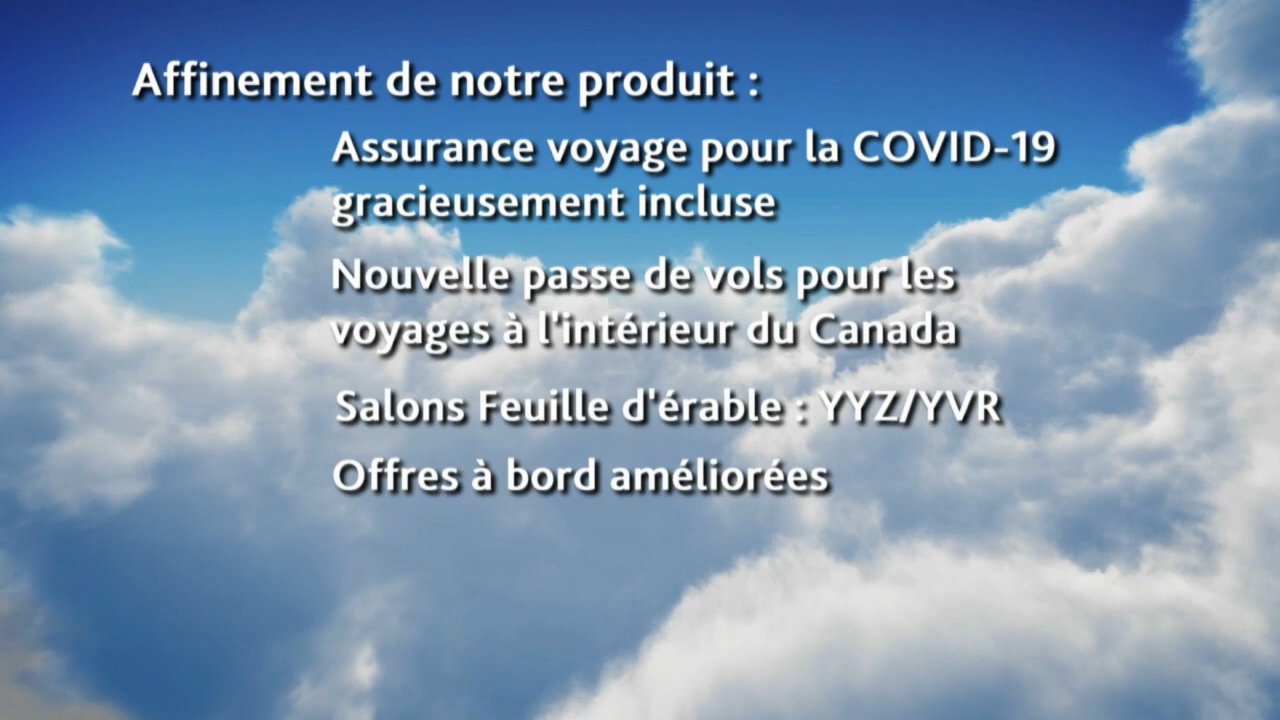 Affinement de notre produit :
Assurance voyage pour la COVID-19
gracieusement incluse
Nouvelle passe de vols pour les
voyages à l'intérieur du Canada
Salons Feuille d'érable : YYZ/YVR
Offres à bord améliorées